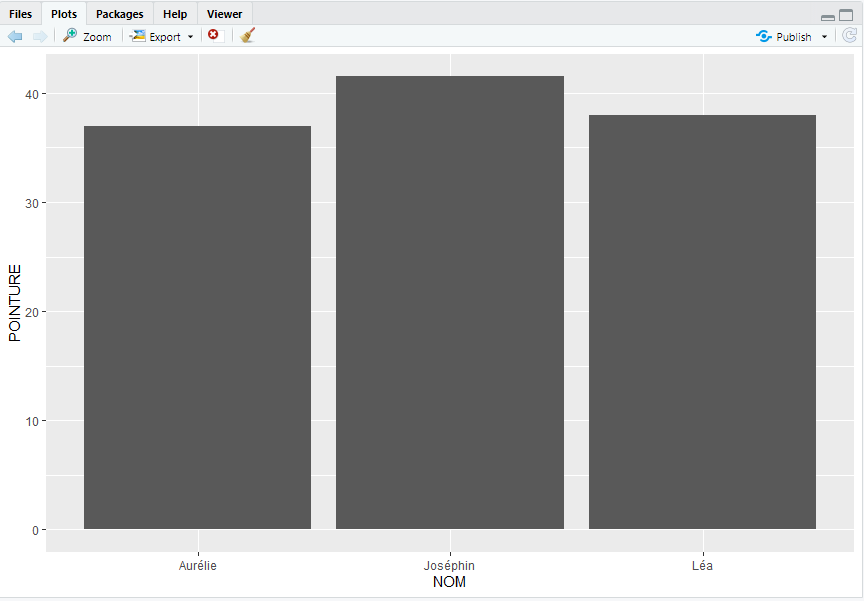 Files Plots Packages Help Viewer
Zoom Export Publish
40
30
20
10
0
POINTURE
Aurélie Joséphin Léa
NOM